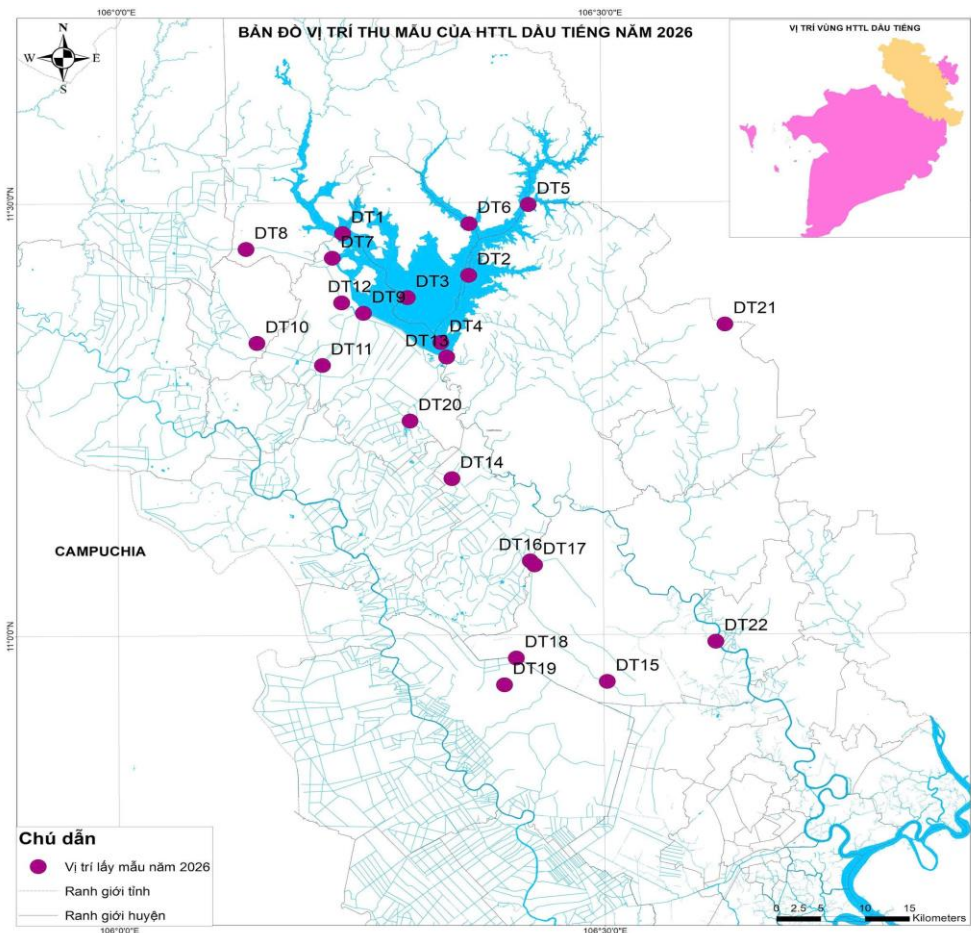 106°0'0"E
106°30'0"E
BẢN ĐỒ VỊ TRÍ THU MẪU CỦA HTTL DẦU TIẾNG NĂM 2026
VỊ TRÍ VÙNG HTTL DẦU TIẾNG
N
W
E
S
11°30'0"N
DT5
DT6
DT1
DT8
DT7
DT2
DT3
DT12
DT9
DT21
DT4
DT10
DT13
DT11
DT20
DT14
CAMPUCHIA
DT16
DT17
11°0'0"N
DT22
DT18
DT19
DT15
Chú dẫn
Vị trí lấy mẫu năm 2026
Ranh giới tỉnh
Ranh giới huyện
0 2.5 5 10 15
Kilometers
106°0'0"E
106°30'0"E